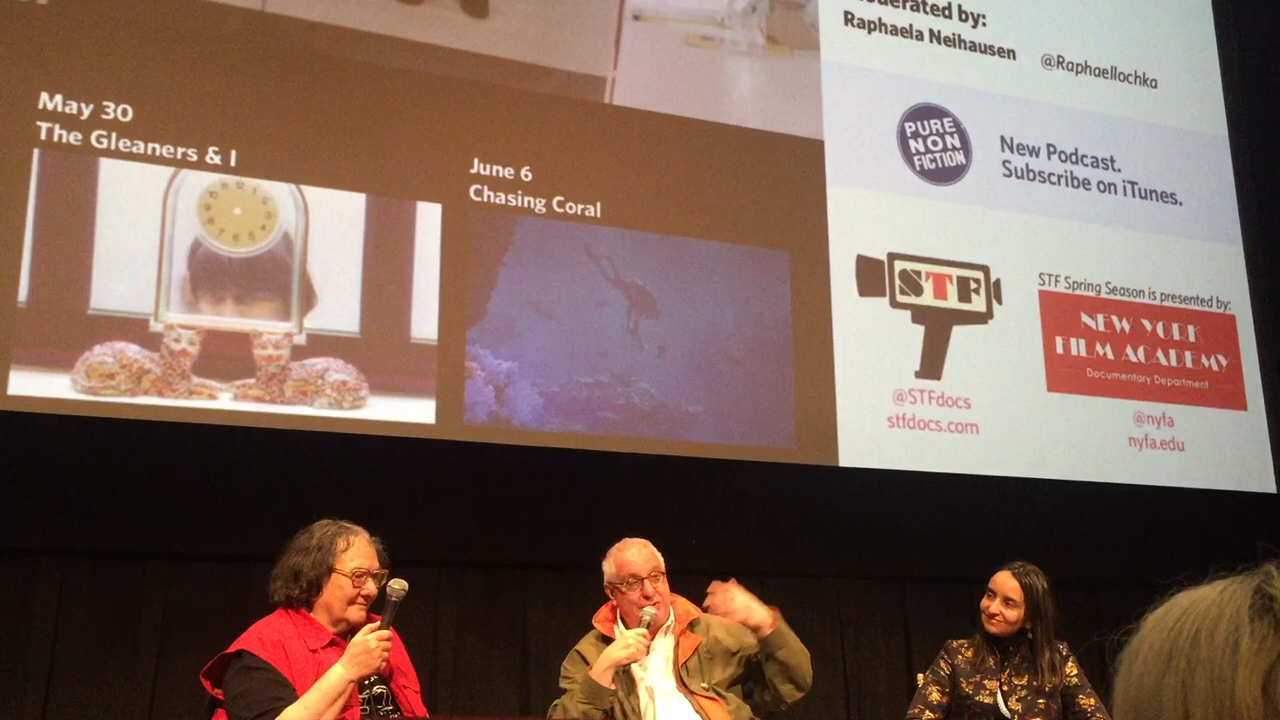 May 30
The Gleaners & I
June 6
Chasing Coral
Moderated by:
Raphaela Neihausen @Raphaellochka
PURE
NON
FICTION
New Podcast.
Subscribe on iTunes.
STF
@STFdocs
stfdocs.com
STF Spring Season is presented by:
NEW YORK
FILM ACADEMY
Documentary Department
@nyfa
nyfa.edu